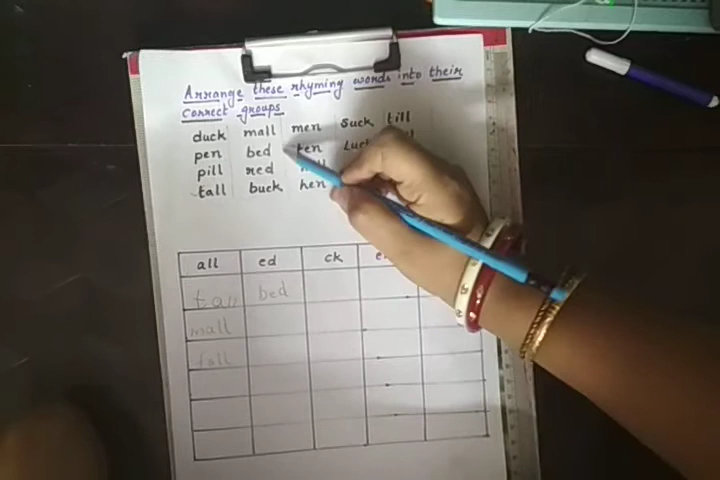 Arrange these rhyming words into their
correct groups
duck mall men suck till
pen bed ten
pill red
tall buck hen
all ed ck
tall bed
mall
fall